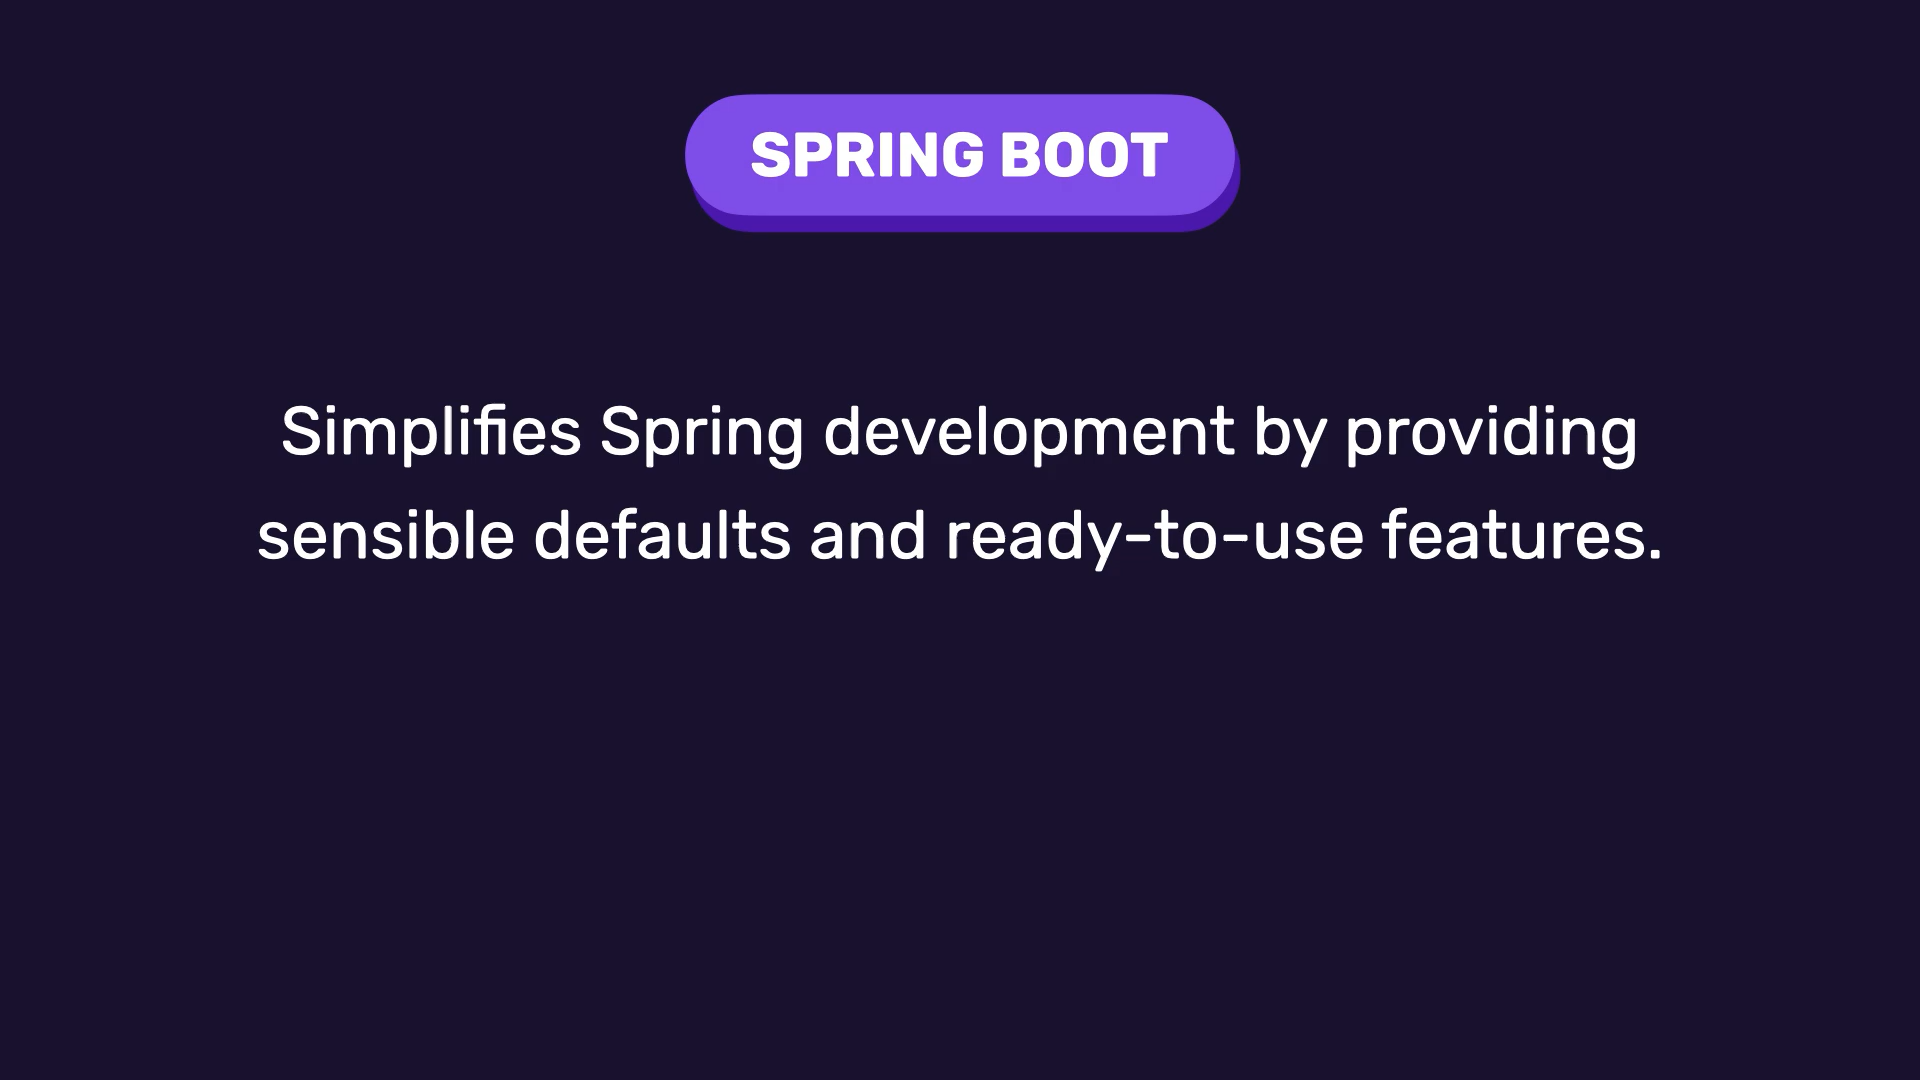 SPRING BOOT
Simplifies Spring development by providing
sensible defaults and ready-to-use features.